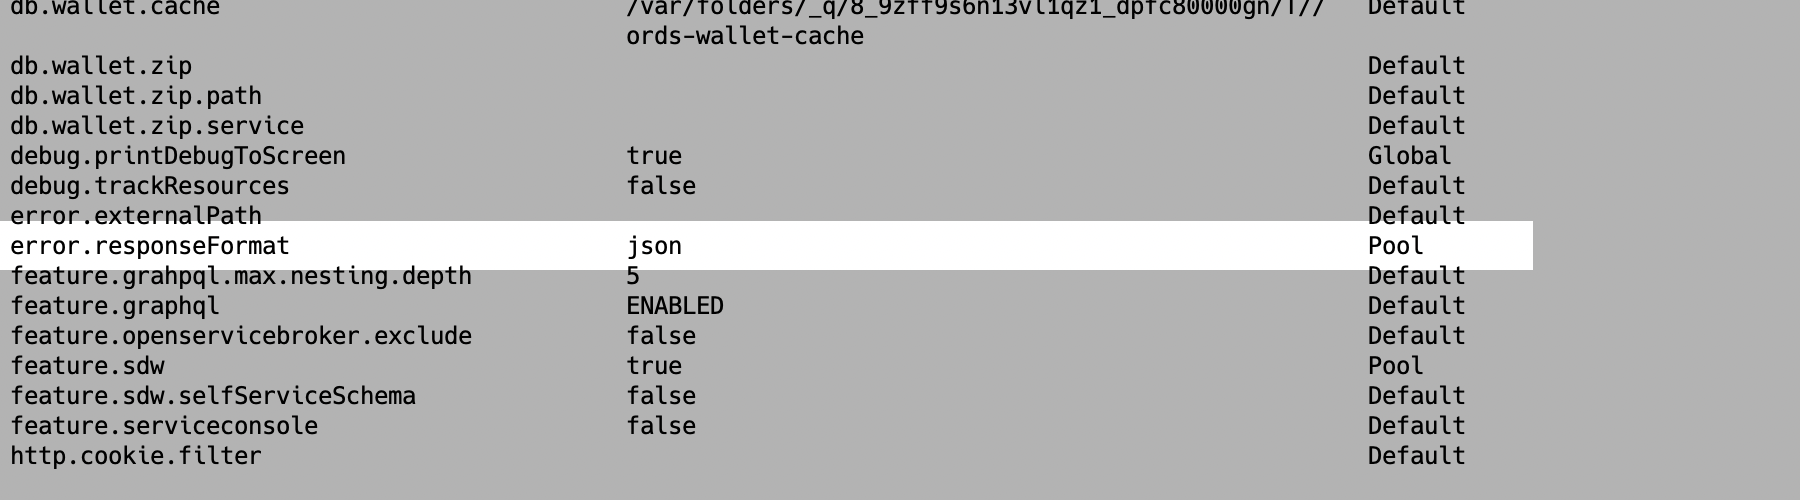 db.wallet.cache /var/folders/_q/8_9zff9s6n13vl1qz1_dpfc80000gn/T// Default
ords-wallet-cache
db.wallet.zip Default
db.wallet.zip.path Default
db.wallet.zip.service Default
debug.printDebugToScreen true Global
debug.trackResources false Default
error.externalPath Default
error.responseFormat json Pool
feature.grahpql.max.nesting.depth 5 Default
feature.graphql ENABLED Default
feature.openservicebroker.exclude false Default
feature.sdw true Pool
feature.sdw.selfServiceSchema false Default
feature.serviceconsole false Default
http.cookie.filter Default